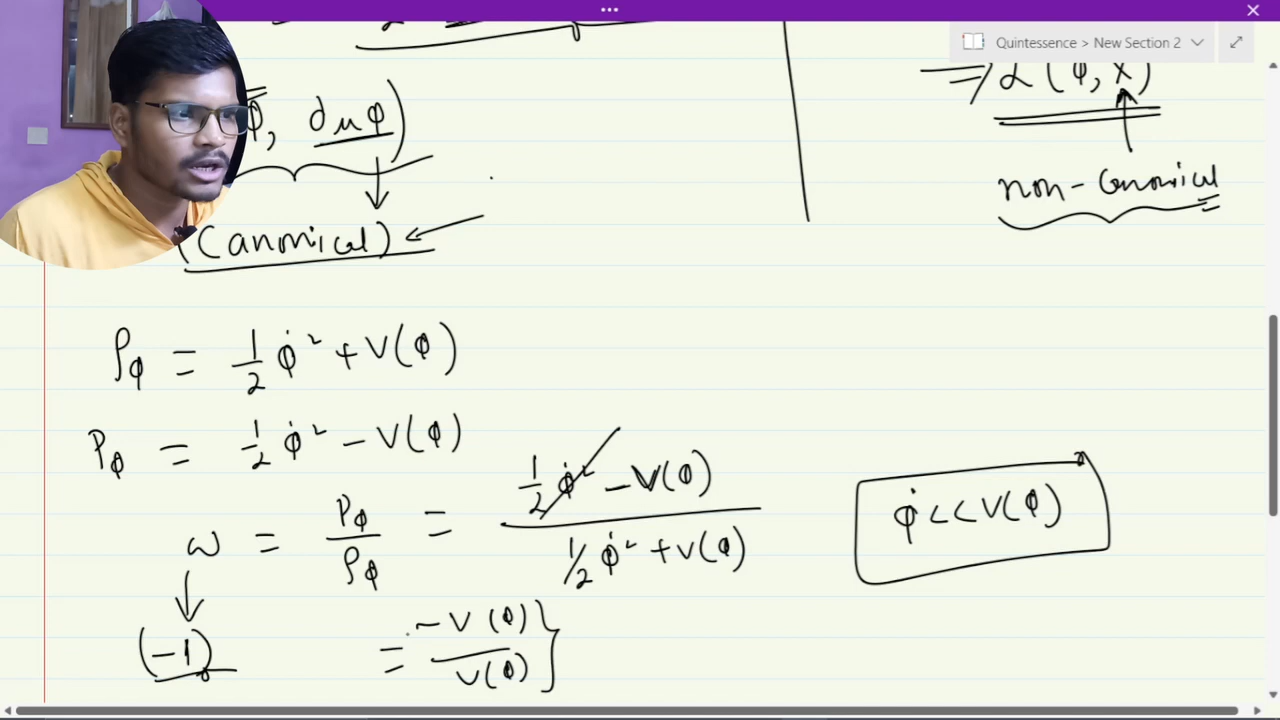 Quintessence > New Section 2
⇒ L(φ, X)
φ, ∂μφ)
non-Canonical
(Canonical)
ρφ = 1/2 φ̇² + V(φ)
Pφ = 1/2 φ̇² - V(φ)
ω = Pφ/ρφ = (1/2 φ̇² - V(φ))/(1/2 φ̇² + V(φ))
φ̇ << V(φ)
(-1)
= -V(φ)/V(φ)}